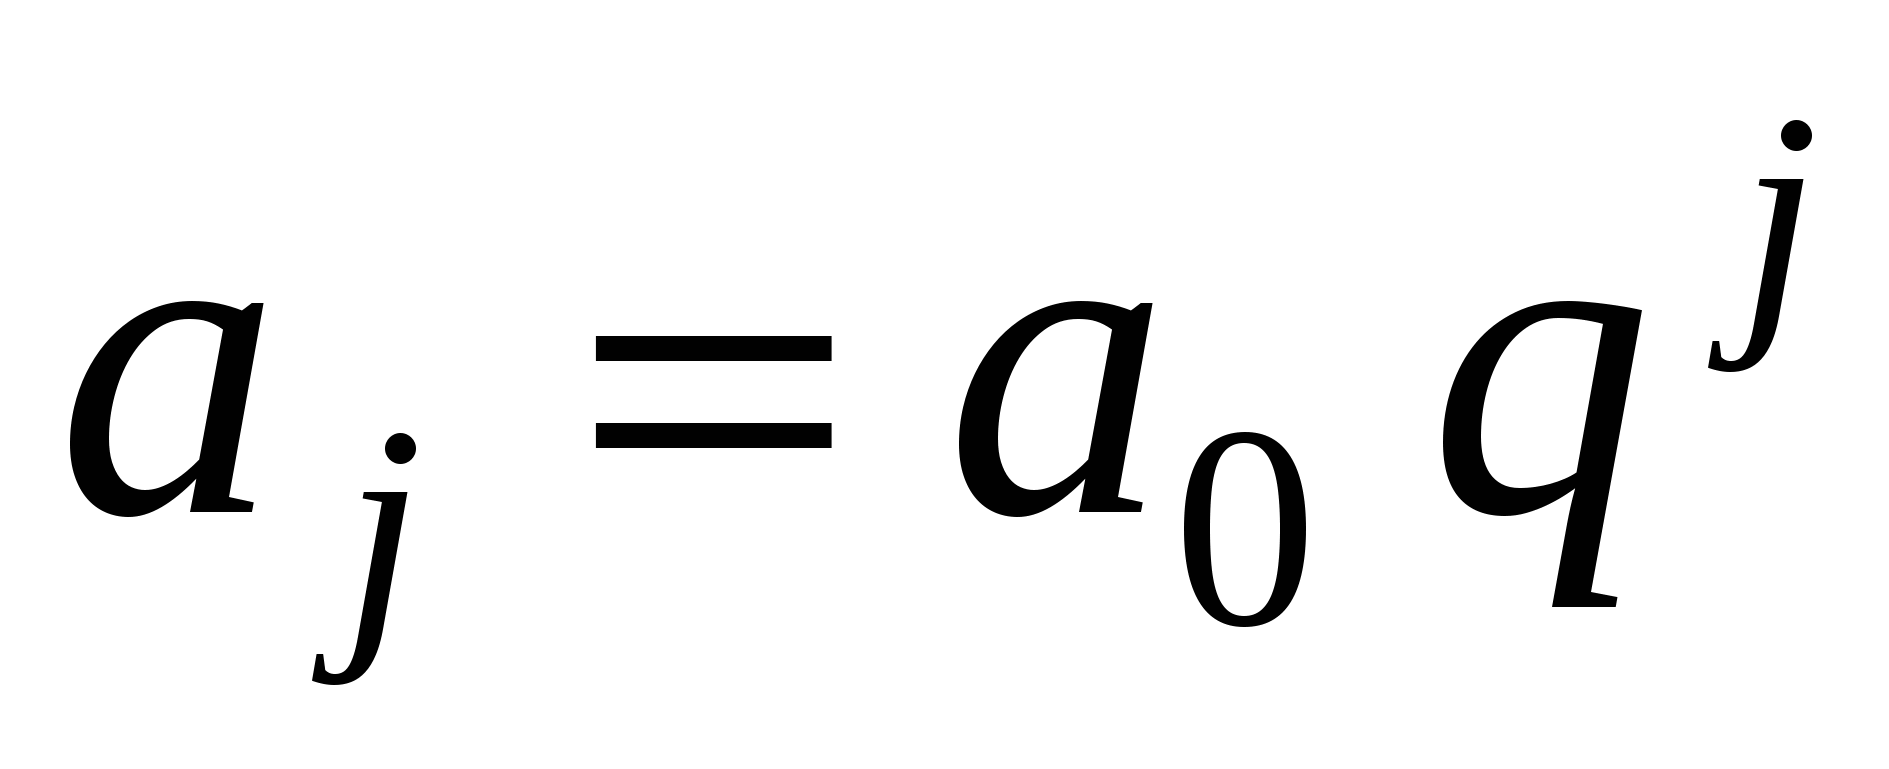 a_j = a_0 q^j